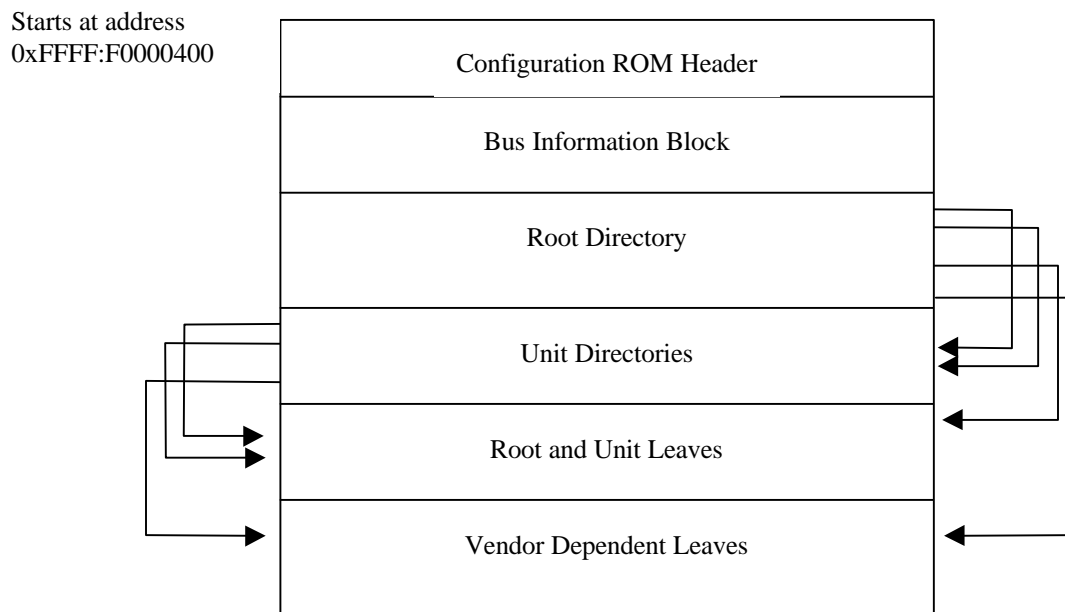 Starts at address
0xFFFF:F0000400
Configuration ROM Header
Bus Information Block
Root Directory
Unit Directories
Root and Unit Leaves
Vendor Dependent Leaves